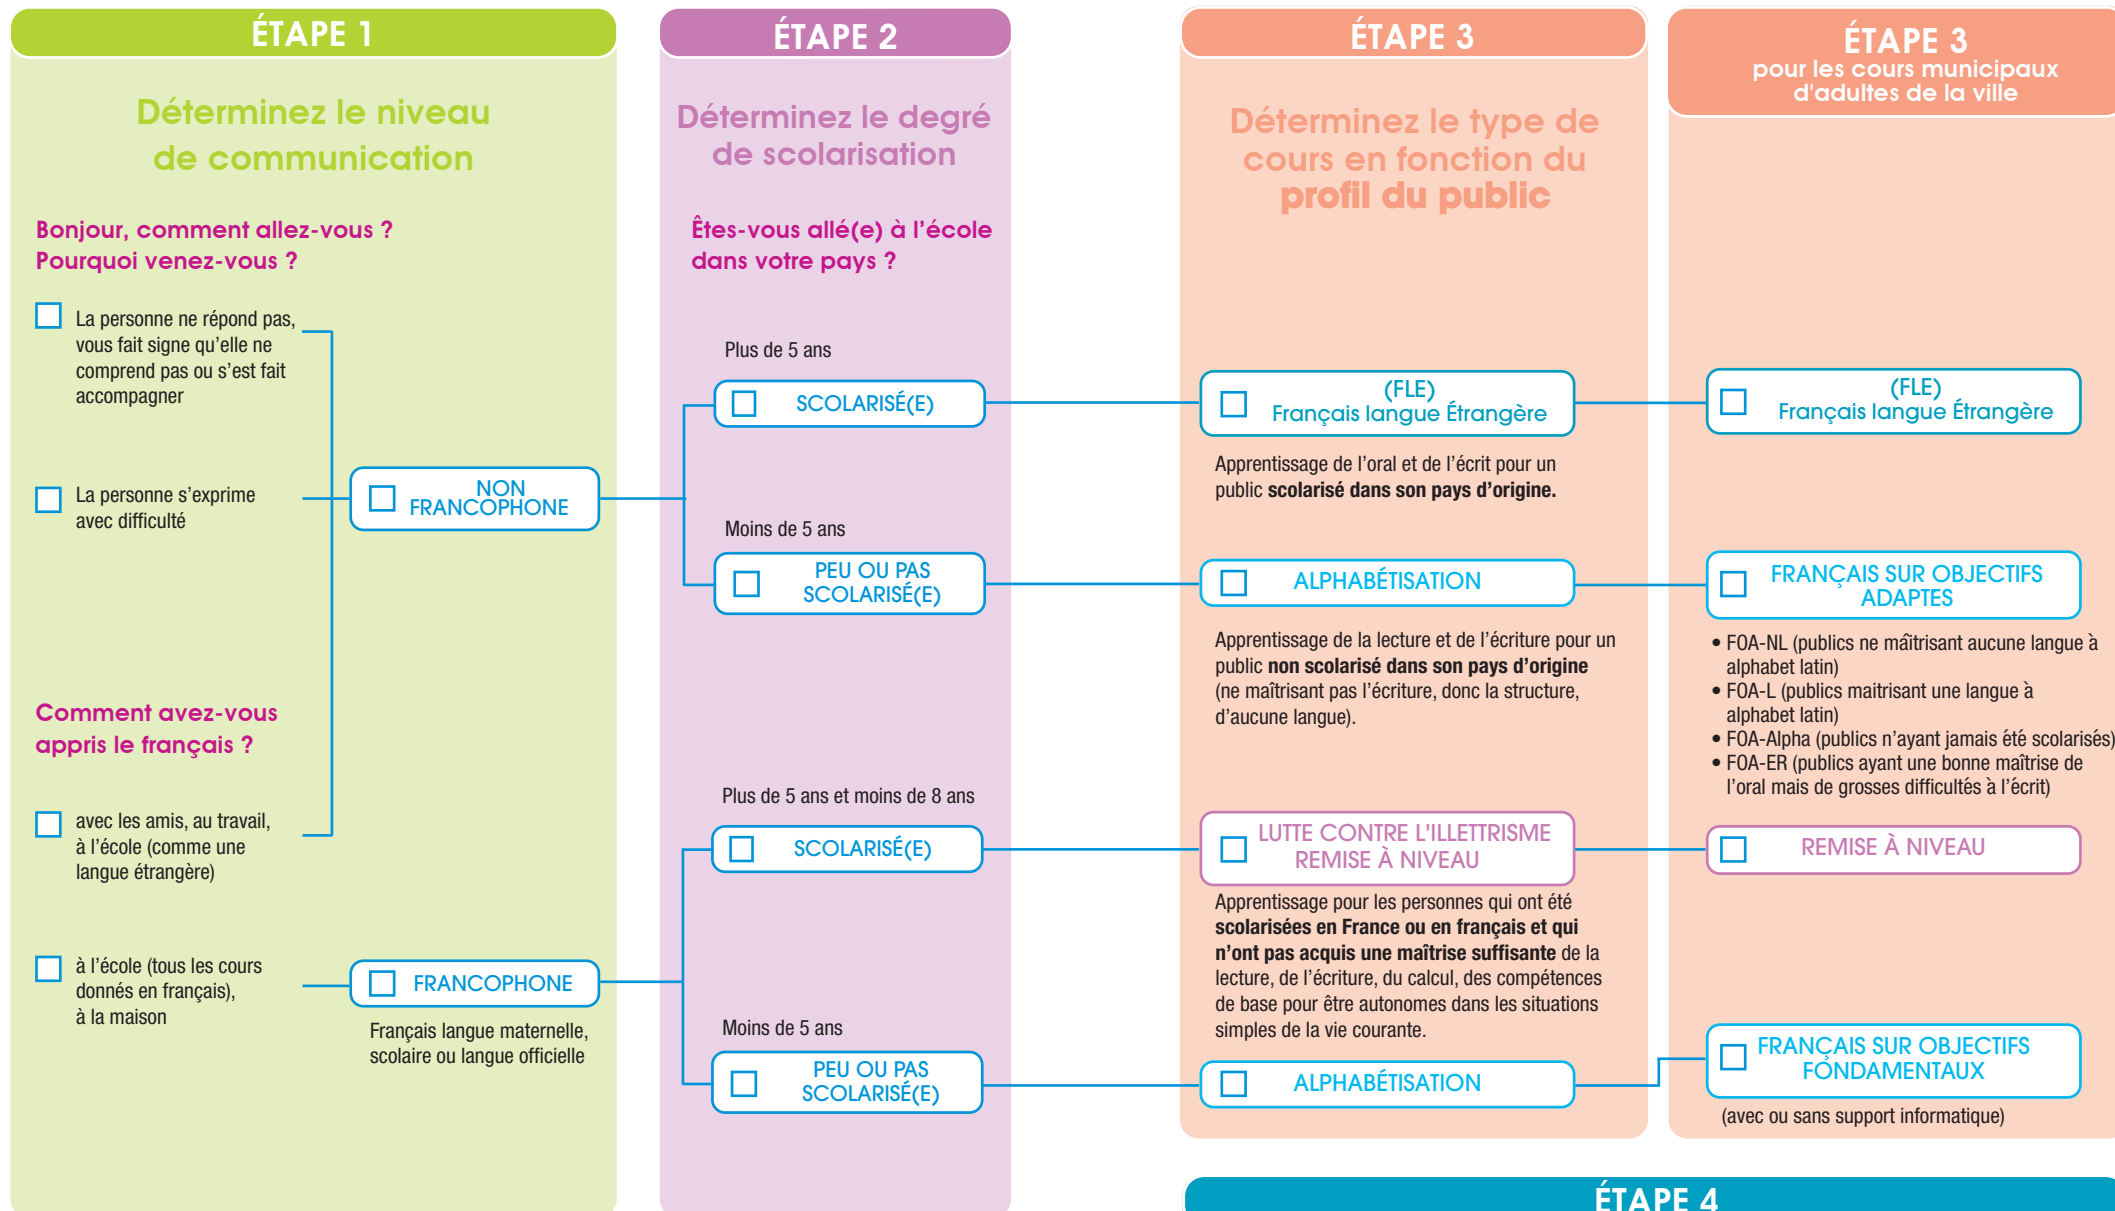 ÉTAPE 1
Déterminez le niveau
de communication
Bonjour, comment allez-vous ?
Pourquoi venez-vous ?
La personne ne répond pas,
vous fait signe qu'elle ne
comprend pas ou s'est fait
accompagner
La personne s'exprime
avec difficulté
NON
FRANCOPHONE
Comment avez-vous
appris le français ?
avec les amis, au travail,
à l'école (comme une
langue étrangère)
à l'école (tous les cours
donnés en français),
à la maison
FRANCOPHONE
Français langue maternelle,
scolaire ou langue officielle
ÉTAPE 2
Déterminez le degré
de scolarisation
Êtes-vous allé(e) à l'école
dans votre pays ?
Plus de 5 ans
SCOLARISÉ(E)
Moins de 5 ans
PEU OU PAS
SCOLARISÉ(E)
Plus de 5 ans et moins de 8 ans
SCOLARISÉ(E)
Moins de 5 ans
PEU OU PAS
SCOLARISÉ(E)
ÉTAPE 3
Déterminez le type de
cours en fonction du
profil du public
(FLE)
Français langue Étrangère
Apprentissage de l'oral et de l'écrit pour un
public scolarisé dans son pays d'origine.
ALPHABÉTISATION
Apprentissage de la lecture et de l'écriture pour un
public non scolarisé dans son pays d'origine
(ne maîtrisant pas l'écriture, donc la structure,
d'aucune langue).
LUTTE CONTRE L'ILLETTRISME
REMISE À NIVEAU
Apprentissage pour les personnes qui ont été
scolarisées en France ou en français et qui
n'ont pas acquis une maîtrise suffisante de la
lecture, de l'écriture, du calcul, des compétences
de base pour être autonomes dans les situations
simples de la vie courante.
ALPHABÉTISATION
ÉTAPE 3
pour les cours municipaux
d'adultes de la ville
(FLE)
Français langue Étrangère
FRANÇAIS SUR OBJECTIFS
ADAPTES
• FOA-NL (publics ne maîtrisant aucune langue à
alphabet latin)
• FOA-L (publics maitrisant une langue à
alphabet latin)
• FOA-Alpha (publics n'ayant jamais été scolarisés)
• FOA-ER (publics ayant une bonne maîtrise de
l'oral mais de grosses difficultés à l'écrit)
REMISE À NIVEAU
FRANÇAIS SUR OBJECTIFS
FONDAMENTAUX
(avec ou sans support informatique)
ÉTAPE 4